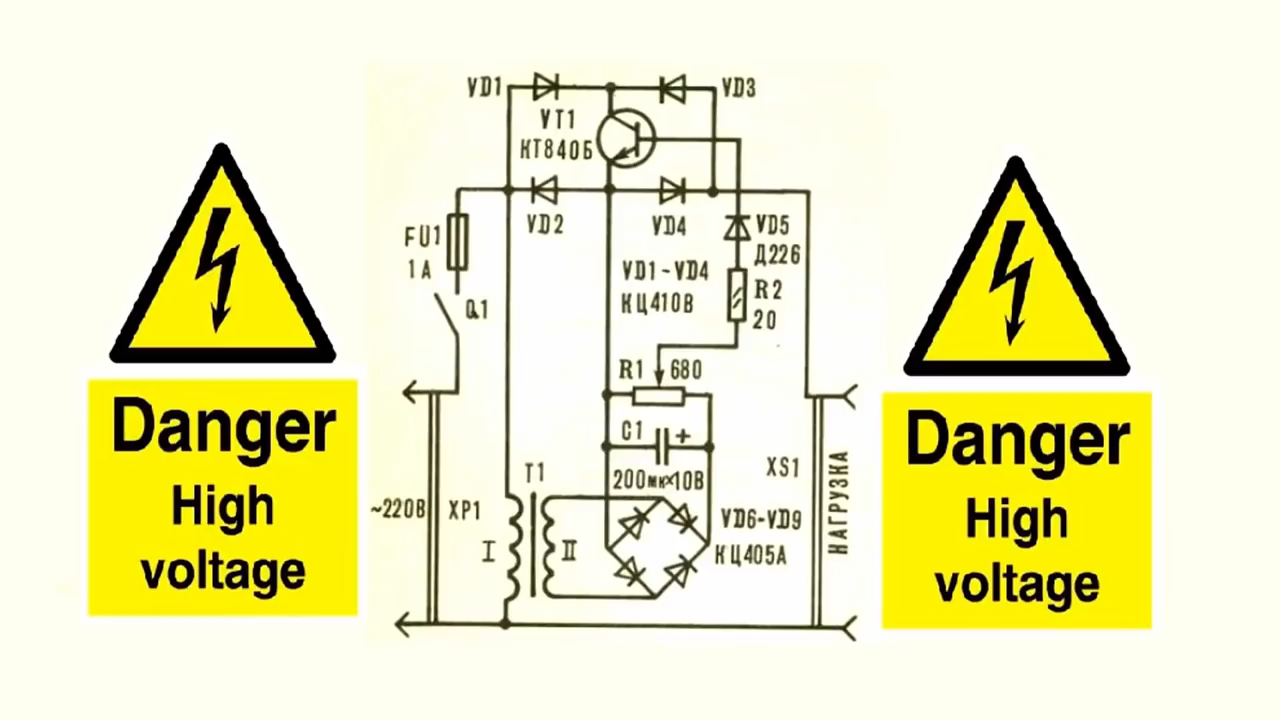 VD1
VD3
VT1
КТ840Б
VD2
VD4
VD5
Д226
FU1
1А
Q1
VD1-VD4
КЦ410В
R2
20
R1 680
C1 +
200мк×10В
T1
XS1
НАГРУЗКА
~220В
XP1
I
II
VD6-VD9
КЦ405А
Danger
High
voltage
Danger
High
voltage